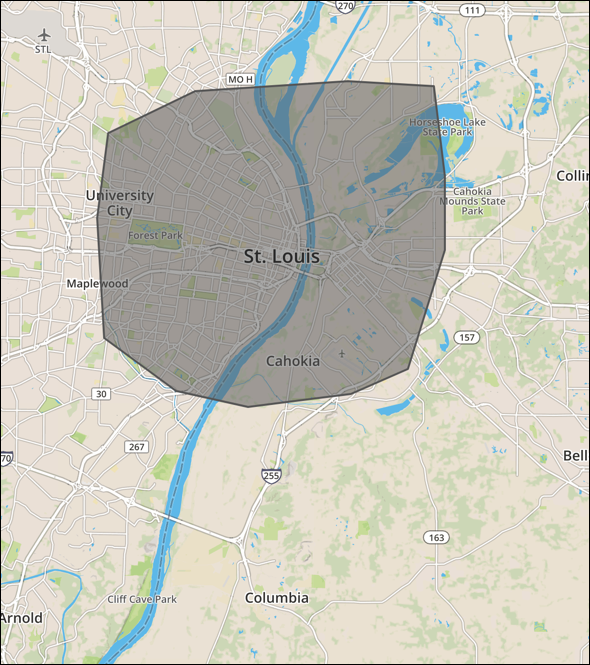 270
111
STL
MO H
Horseshoe Lake
State Park
Collin
University
City
Cahokia
Mounds State
Park
Forest Park
St. Louis
Maplewood
157
Cahokia
30
267
70
Bell
255
163
Cliff Cave Park
Columbia
Arnold